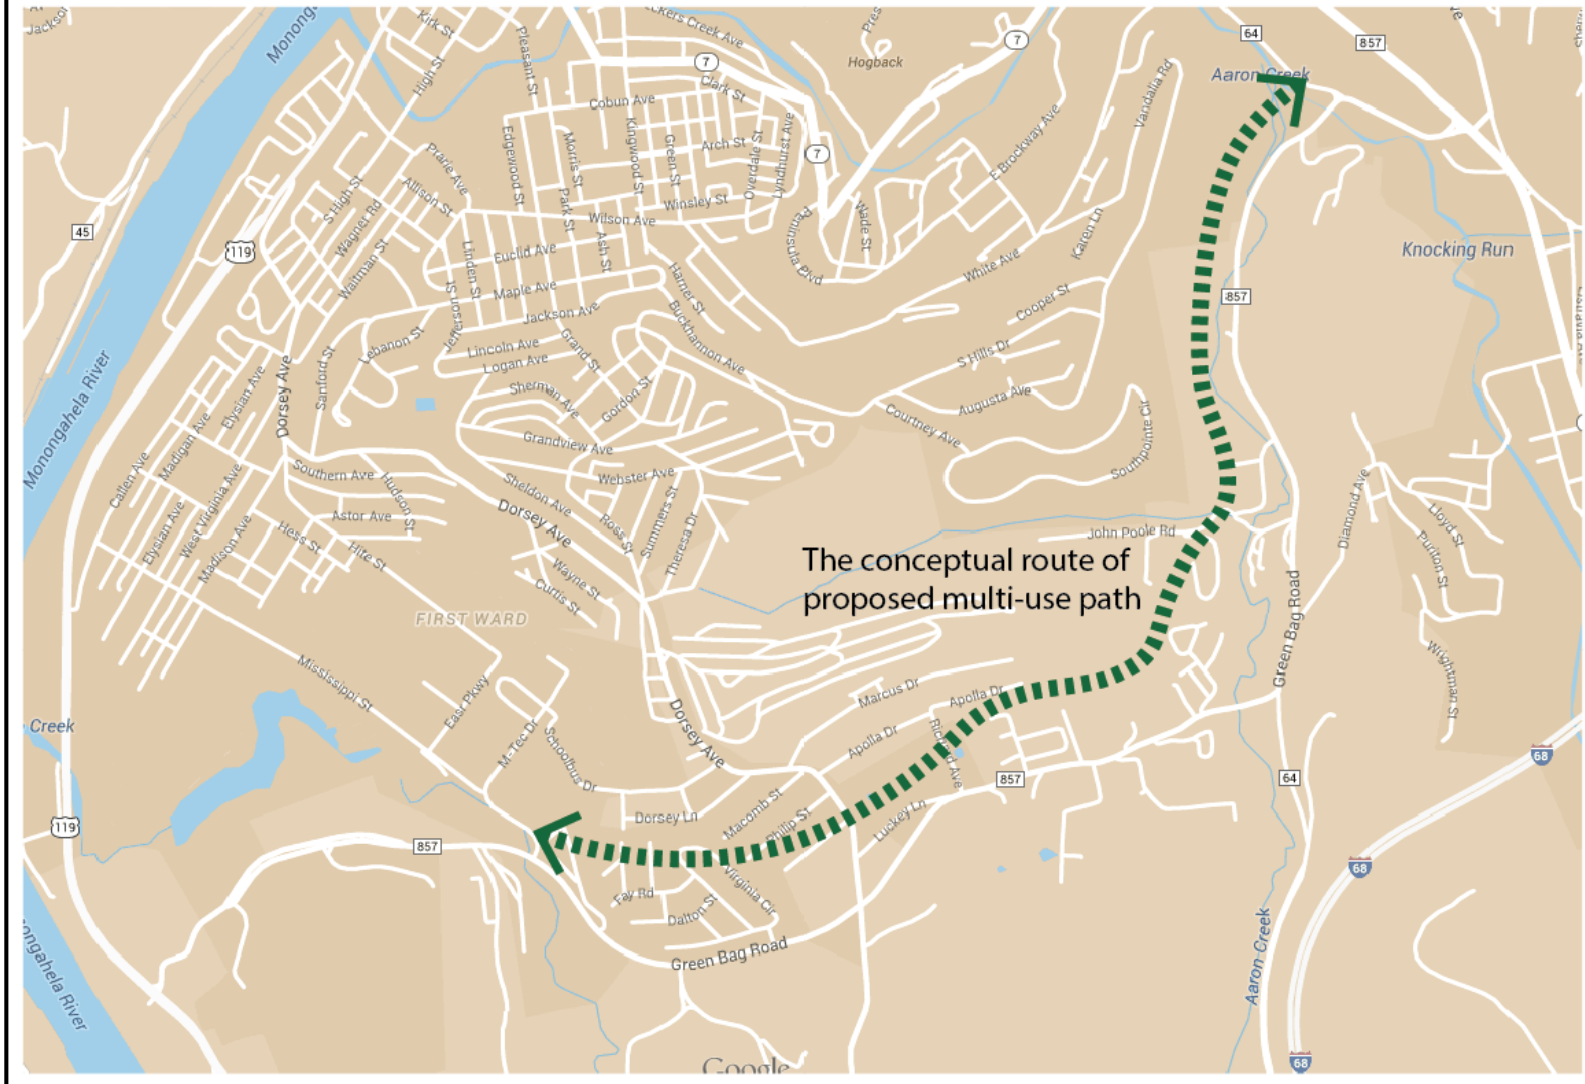 Jackso
Monong
Kirk St
High St
Pleasant St
ckers Creek Ave
7
Clark St
Cobun Ave
Hogback
Pres
7
64
857
Aaron Creek
Vandalia Rd
E Brockway Ave
Edgewood St
Morris St
Kingwood St
Green St
Arch St
Overdale St
Lyndhurst Ave
7
Prarie Ave
Allison St
S High St
Wagner Rd
Waitman St
45
119
Park St
Wilson Ave
Winsley St
Ash St
Euclid Ave
Linden St
Maple Ave
Jefferson St
Jackson Ave
Harner St
Buckhannon Ave
Peninsula Blvd
Wade St
White Ave
Karen Ln
Cooper St
S Hills Dr
Augusta Ave
Courtney Ave
Southpointe Cir
Knocking Run
857
Monongahela River
Dorsey Ave
Sanford St
Lebanon St
Lincoln Ave
Logan Ave
Grand St
Sherman Ave
Gordon St
Grandview Ave
Webster Ave
Elysian Ave
Madigan Ave
Callen Ave
West Virginia Ave
Elysian Ave
Madison Ave
Southern Ave
Hudson St
Astor Ave
Hess St
Hite St
Sheldon Ave
Dorsey Ave
Ross St
Summers St
Theresa Dr
Wayne St
Curtis St
FIRST WARD
John Poole Rd
The conceptual route of
proposed multi-use path
Diamond Ave
Lloyd St
Purition St
Wrightman St
Green Bag Road
Mississippi St
East Pkwy
M-Tec Dr
Schoolbus Dr
Dorsey Ave
Marcus Dr
Apolla Dr
Apolla Dr
Richard Ave
857
Luckey Ln
Creek
119
857
Dorsey Ln
Macomb St
Philip St
Fay Rd
Dalton St
Virginia Cir
Green Bag Road
64
68
68
68
Aaron Creek
ongahela River
Google